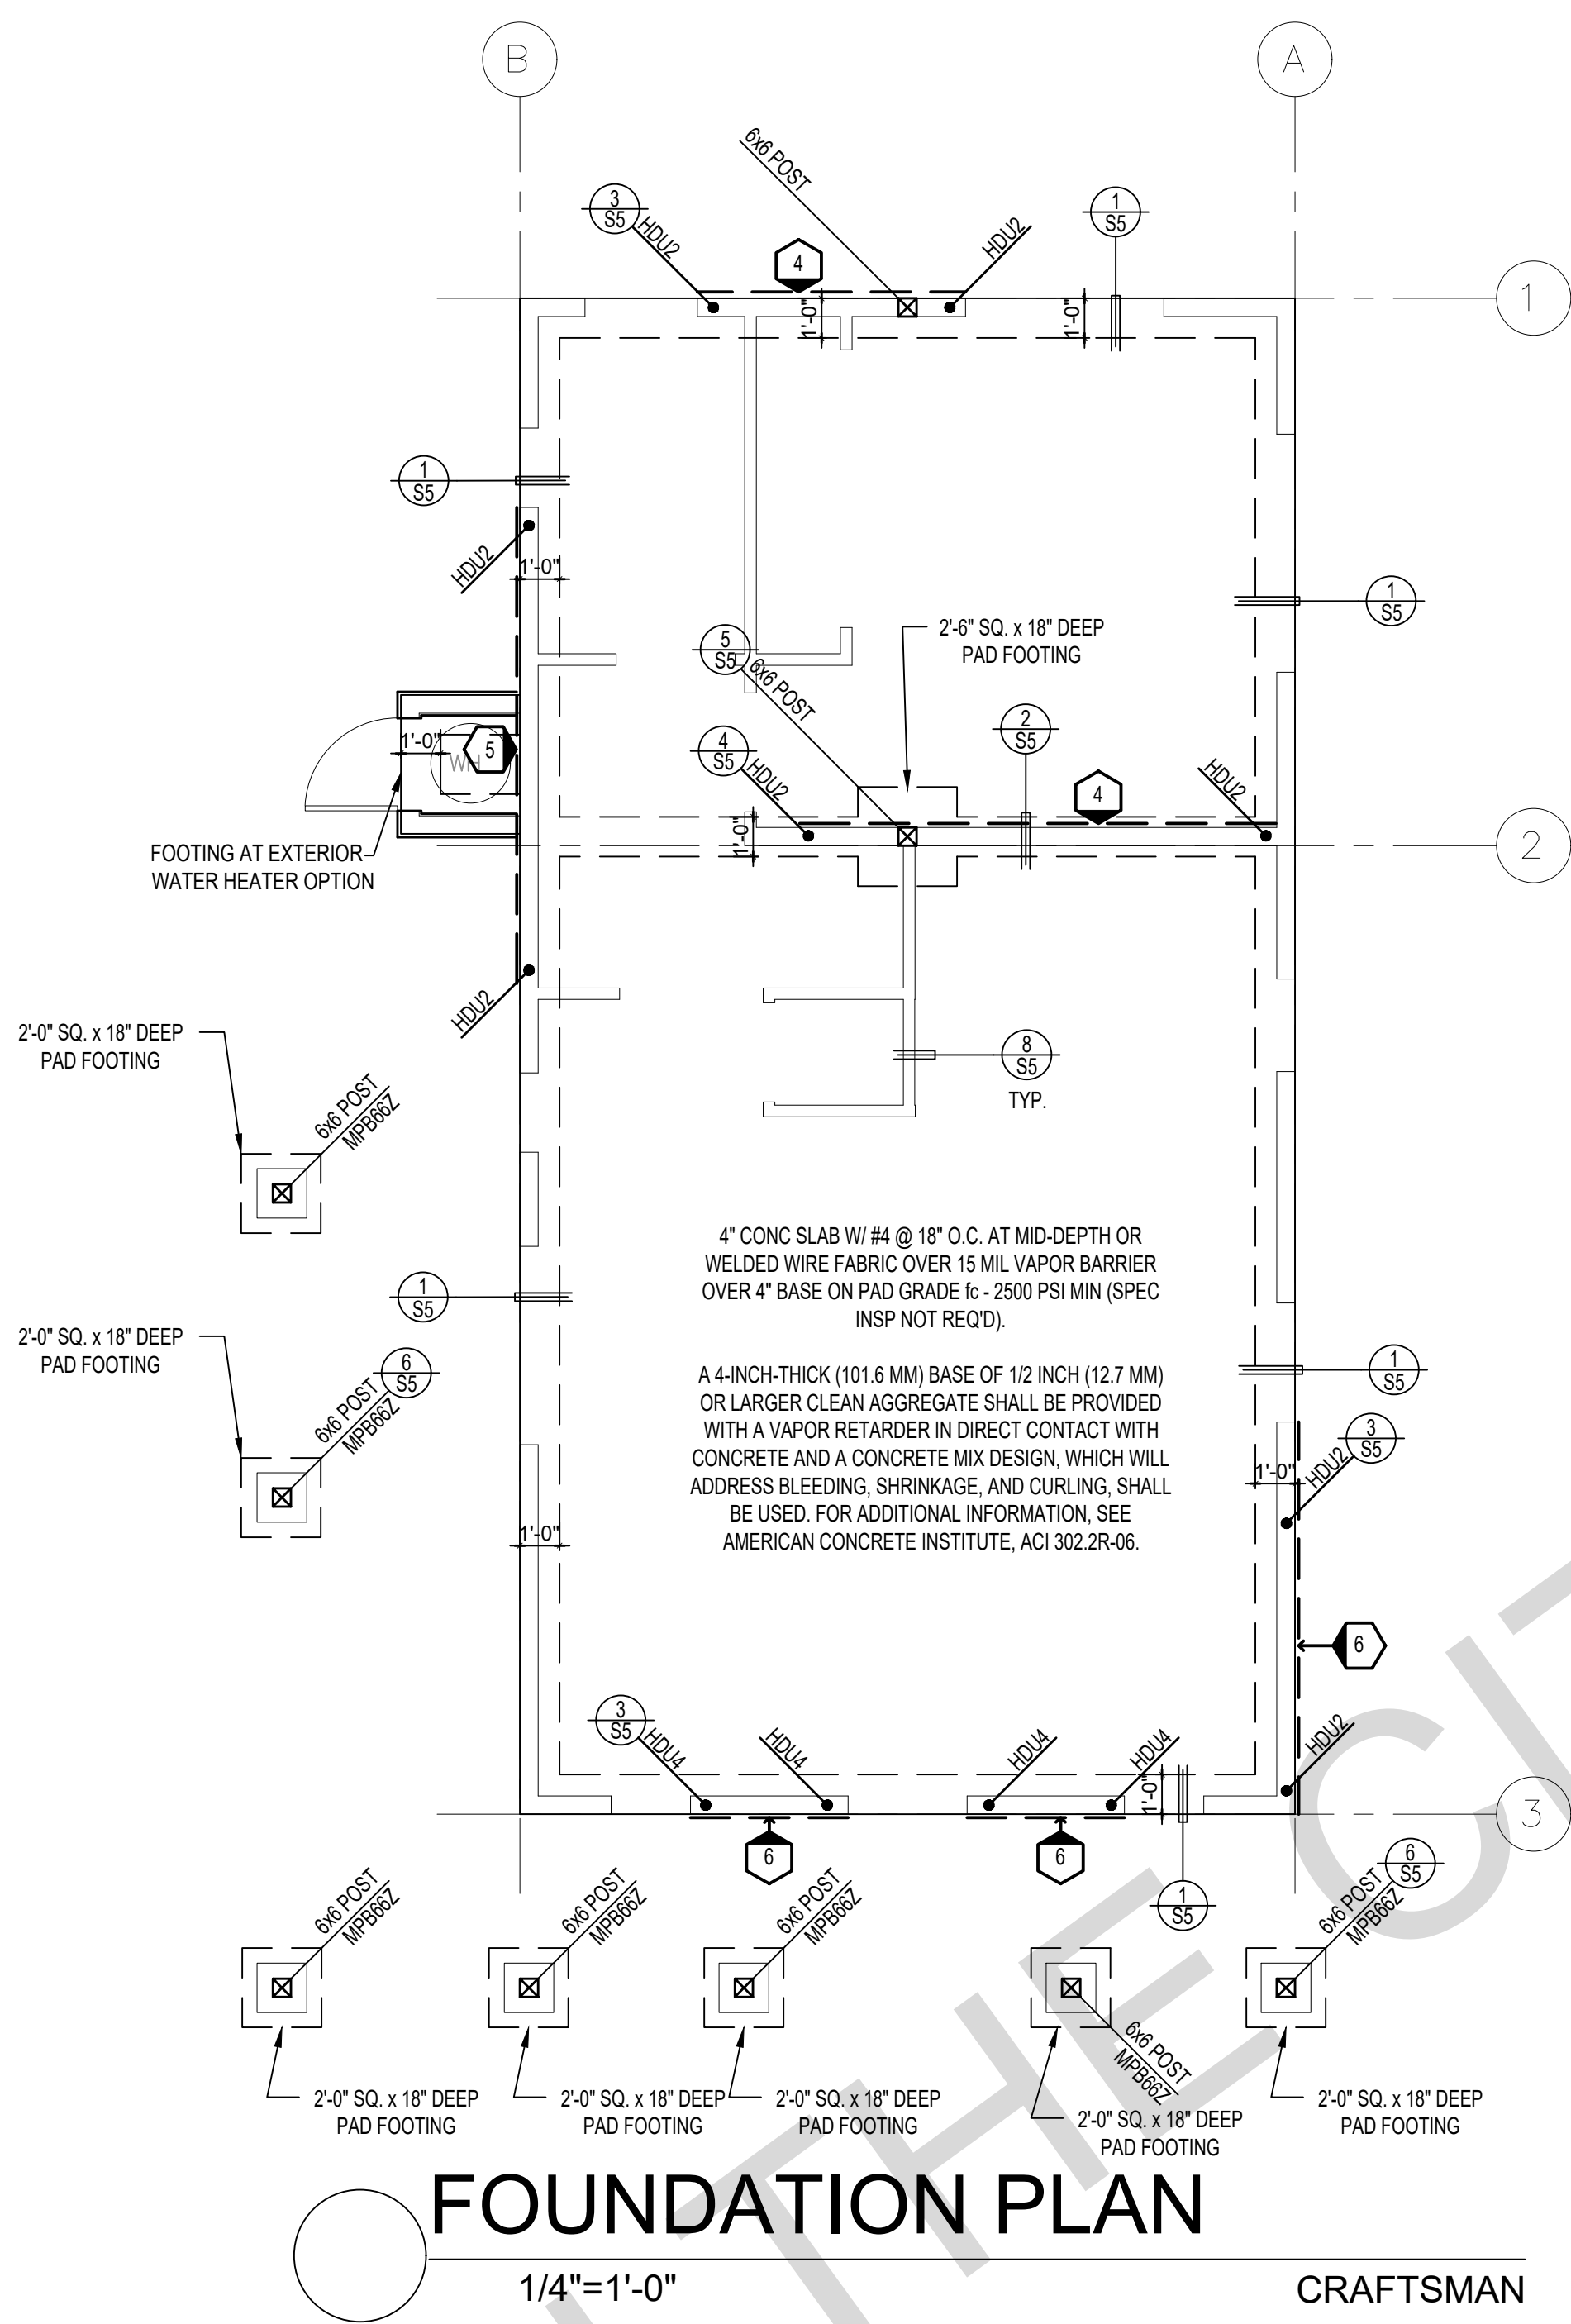 B
A
6x6 POST
3
S5
HDU2
4
HDU2
1
S5
1
1'-0"
1'-0"
1
S5
HDU2
1'-0"
1
S5
5
S5
6x6 POST
2'-6" SQ. x 18" DEEP
PAD FOOTING
2
S5
4
S5
HDU2
4
HDU2
1'-0"
WH
5
1'-0"
2
FOOTING AT EXTERIOR
WATER HEATER OPTION
HDU2
2'-0" SQ. x 18" DEEP
PAD FOOTING
8
S5
TYP.
6x6 POST
MPB66Z
4" CONC SLAB W/ #4 @ 18" O.C. AT MID-DEPTH OR
WELDED WIRE FABRIC OVER 15 MIL VAPOR BARRIER
OVER 4" BASE ON PAD GRADE fc - 2500 PSI MIN (SPEC
INSP NOT REQ'D).
1
S5
2'-0" SQ. x 18" DEEP
PAD FOOTING
6
S5
6x6 POST
MPB66Z
1
S5
A 4-INCH-THICK (101.6 MM) BASE OF 1/2 INCH (12.7 MM)
OR LARGER CLEAN AGGREGATE SHALL BE PROVIDED
WITH A VAPOR RETARDER IN DIRECT CONTACT WITH
CONCRETE AND A CONCRETE MIX DESIGN, WHICH WILL
ADDRESS BLEEDING, SHRINKAGE, AND CURLING, SHALL
BE USED. FOR ADDITIONAL INFORMATION, SEE
AMERICAN CONCRETE INSTITUTE, ACI 302.2R-06.
3
S5
HDU2
1'-0"
1'-0"
6
3
S5
HDU4
HDU4
HDU4
HDU4
HDU2
1'-0"
3
6
6
1
S5
6x6 POST
MPB66Z
6x6 POST
MPB66Z
6x6 POST
MPB66Z
6x6 POST
MPB66Z
6
S5
6x6 POST
MPB66Z
2'-0" SQ. x 18" DEEP
PAD FOOTING
2'-0" SQ. x 18" DEEP
PAD FOOTING
2'-0" SQ. x 18" DEEP
PAD FOOTING
2'-0" SQ. x 18" DEEP
PAD FOOTING
2'-0" SQ. x 18" DEEP
PAD FOOTING
FOUNDATION PLAN
1/4"=1'-0"
CRAFTSMAN
THE